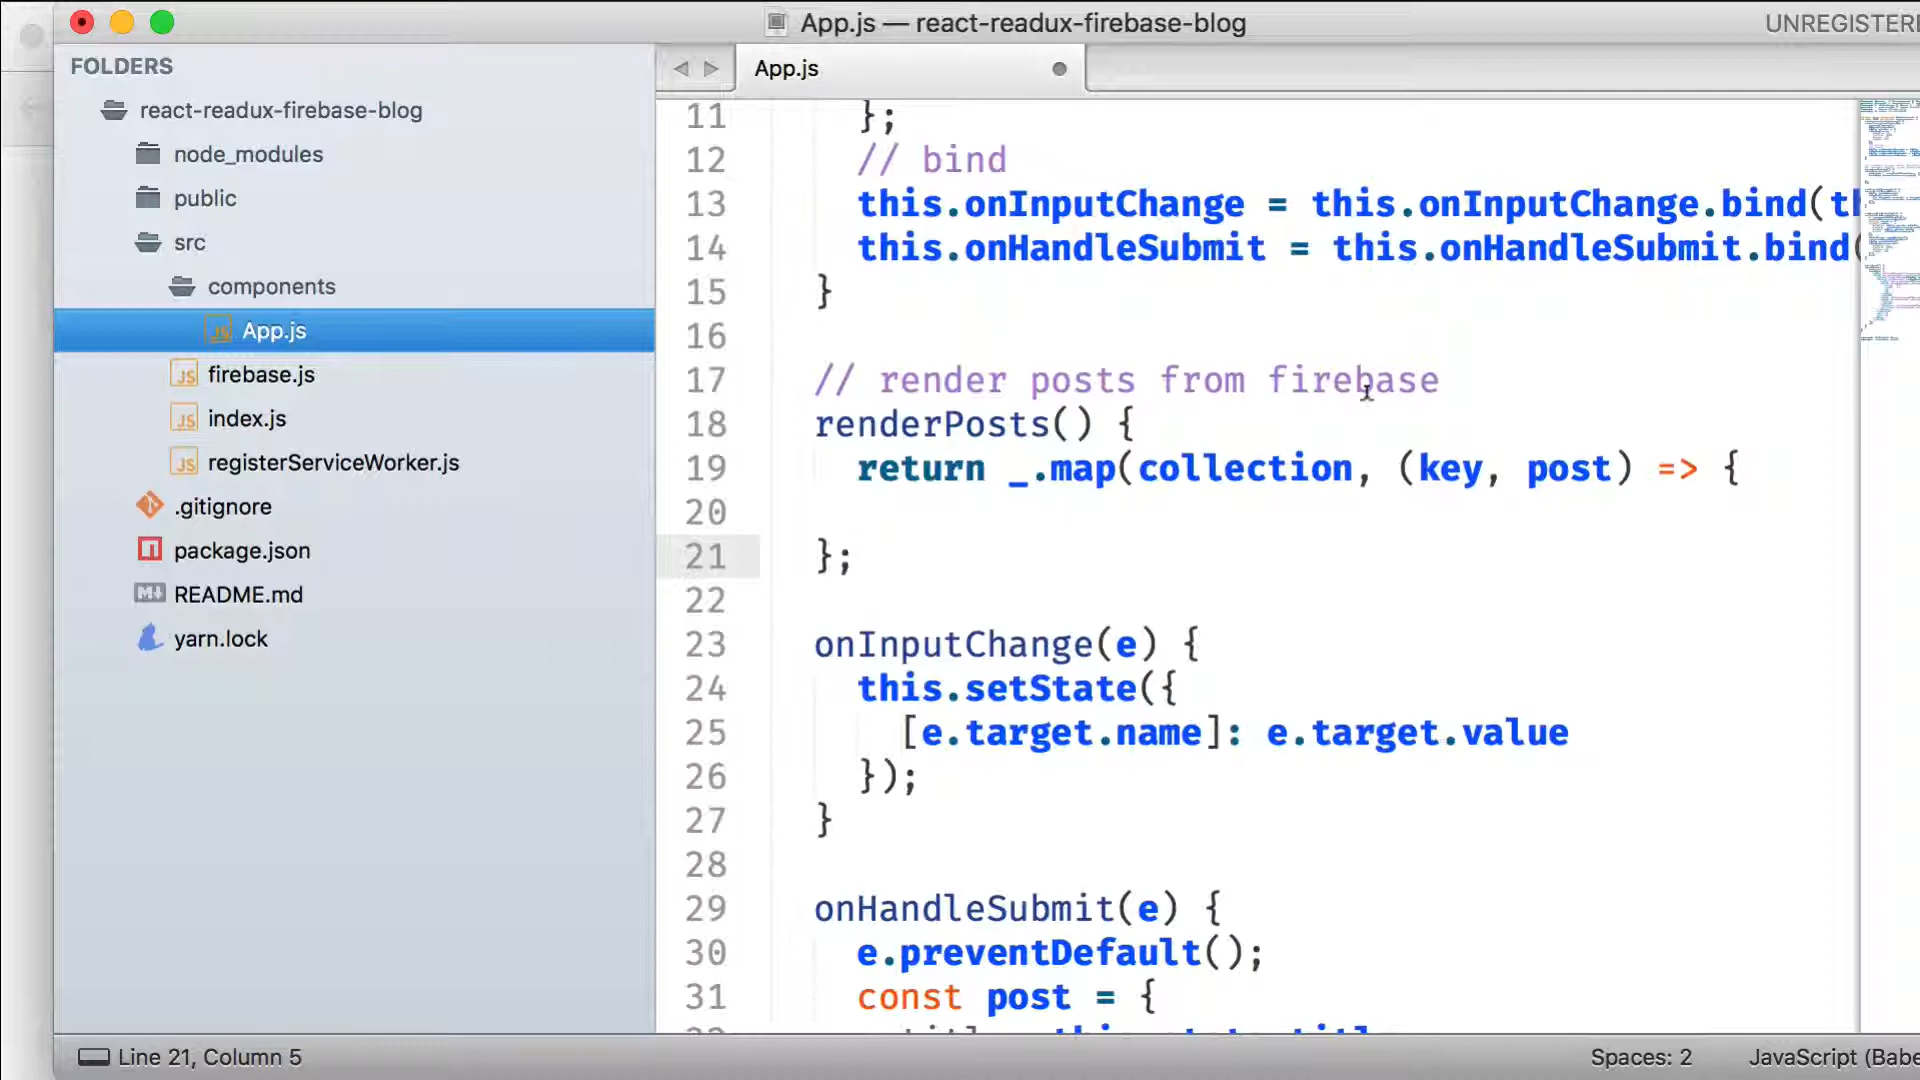 App.js — react-readux-firebase-blog
UNREGISTERE
FOLDERS
react-readux-firebase-blog
node_modules
public
src
components
App.js
firebase.js
index.js
registerServiceWorker.js
.gitignore
package.json
README.md
yarn.lock
App.js
11 };
12 // bind
13 this.onInputChange = this.onInputChange.bind(th
14 this.onHandleSubmit = this.onHandleSubmit.bind(
15 }
16
17 // render posts from firebase
18 renderPosts() {
19 return _.map(collection, (key, post) => {
20
21 };
22
23 onInputChange(e) {
24 this.setState({
25 [e.target.name]: e.target.value
26 });
27 }
28
29 onHandleSubmit(e) {
30 e.preventDefault();
31 const post = {
Line 21, Column 5
Spaces: 2
JavaScript (Babe